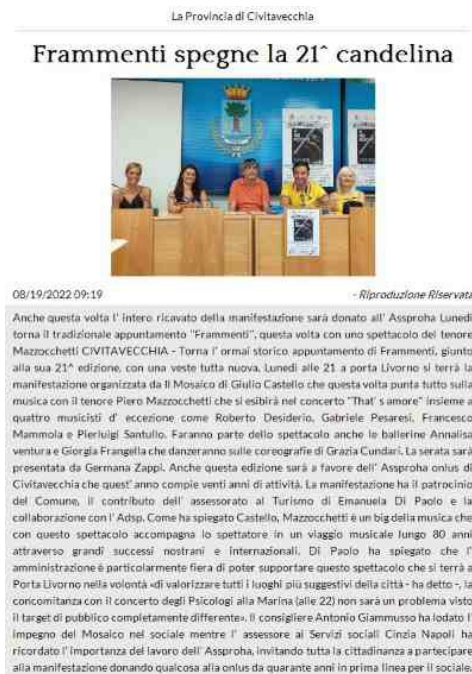 La Provincia di Civitavecchia
Frammenti spegne la 21^ candelina
08/19/2022 09:19
- Riproduzione Riservata
Anche questa volta l' intero ricavato della manifestazione sarà donato all' Assproha Lunedì
torna il tradizionale appuntamento "Frammenti", questa volta con uno spettacolo del tenore
Mazzocchetti CIVITAVECCHIA - Torna l' ormai storico appuntamento di Frammenti, giunto
alla sua 21^ edizione, con una veste tutta nuova. Lunedì alle 21 a porta Livorno si terrà la
manifestazione organizzata da Il Mosaico di Giulio Castello che questa volta punta tutto sulla
musica con il tenore Piero Mazzocchetti che si esibirà nel concerto "That' s amore" insieme a
quattro musicisti d' eccezione come Roberto Desiderio, Gabriele Pesaresi, Francesco
Mammola e Pierluigi Santullo. Faranno parte dello spettacolo anche le ballerine Annalisa
ventura e Giorgia Frangella che danzeranno sulle coreografie di Grazia Cundari. La serata sarà
presentata da Germana Zappi. Anche questa edizione sarà a favore dell' Assproha onlus di
Civitavecchia che quest' anno compie venti anni di attività. La manifestazione ha il patrocinio
del Comune, il contributo dell' assessorato al Turismo di Emanuela Di Paolo e la
collaborazione con l' Adsp. Come ha spiegato Castello, Mazzocchetti è un big della musica che
con questo spettacolo accompagna lo spettatore in un viaggio musicale lungo 80 anni
attraverso grandi successi nostrani e internazionali. Di Paolo ha spiegato che l'
amministrazione è particolarmente fiera di poter supportare questo spettacolo che si terrà a
Porta Livorno nella volontà «di valorizzare tutti i luoghi più suggestivi della città - ha detto -, la
concomitanza con il concerto degli Psicologi alla Marina (alle 22) non sarà un problema visto
il target di pubblico completamente differente». Il consigliere Antonio Giammusso ha lodato l'
impegno del Mosaico nel sociale mentre l' assessore ai Servizi sociali Cinzia Napoli ha
ricordato l' importanza del lavoro dell' Assproha, invitando tutta la cittadinanza a partecipare
alla manifestazione donando qualcosa alla onlus da quarante anni in prima linea per il sociale.